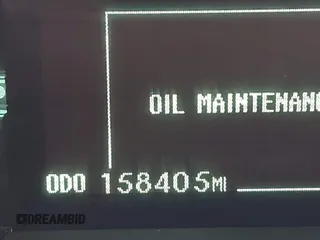 OIL MAINTENANC
ODO 158405MI
DREAMBID